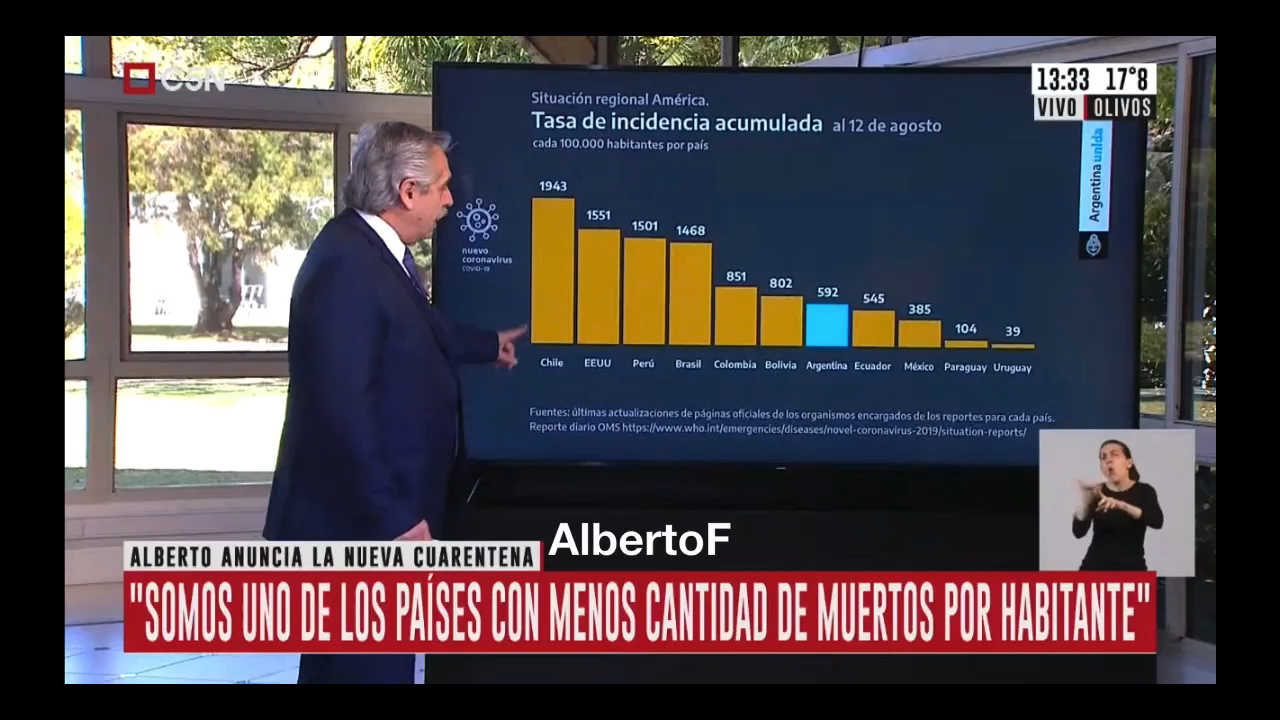 C5N
13:33 17°8
VIVO OLIVOS
Situación regional América.
Tasa de incidencia acumulada al 12 de agosto
cada 100.000 habitantes por país
Argentina unida
nuevo
coronavirus
COVID-19
1943
1551
1501
1468
851
802
592
545
385
104
39
Chile EEUU Perú Brasil Colombia Bolivia Argentina Ecuador México Paraguay Uruguay
Fuentes: últimas actualizaciones de páginas oficiales de los organismos encargados de los reportes para cada país.
Reporte diario OMS https://www.who.int/emergencies/diseases/novel-coronavirus-2019/situation-reports/
AlbertoF
ALBERTO ANUNCIA LA NUEVA CUARENTENA
"SOMOS UNO DE LOS PAÍSES CON MENOS CANTIDAD DE MUERTOS POR HABITANTE"